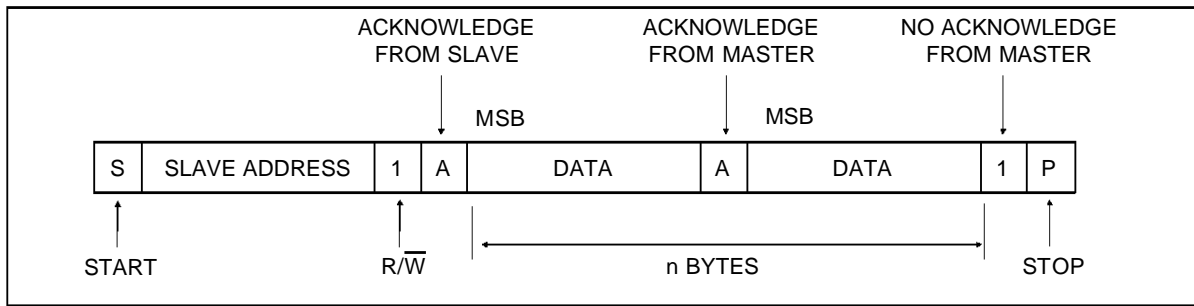 ACKNOWLEDGE
FROM SLAVE
ACKNOWLEDGE
FROM MASTER
NO ACKNOWLEDGE
FROM MASTER
MSB
MSB
S
SLAVE ADDRESS
1
A
DATA
A
DATA
1
P
START
R/W̅
n BYTES
STOP